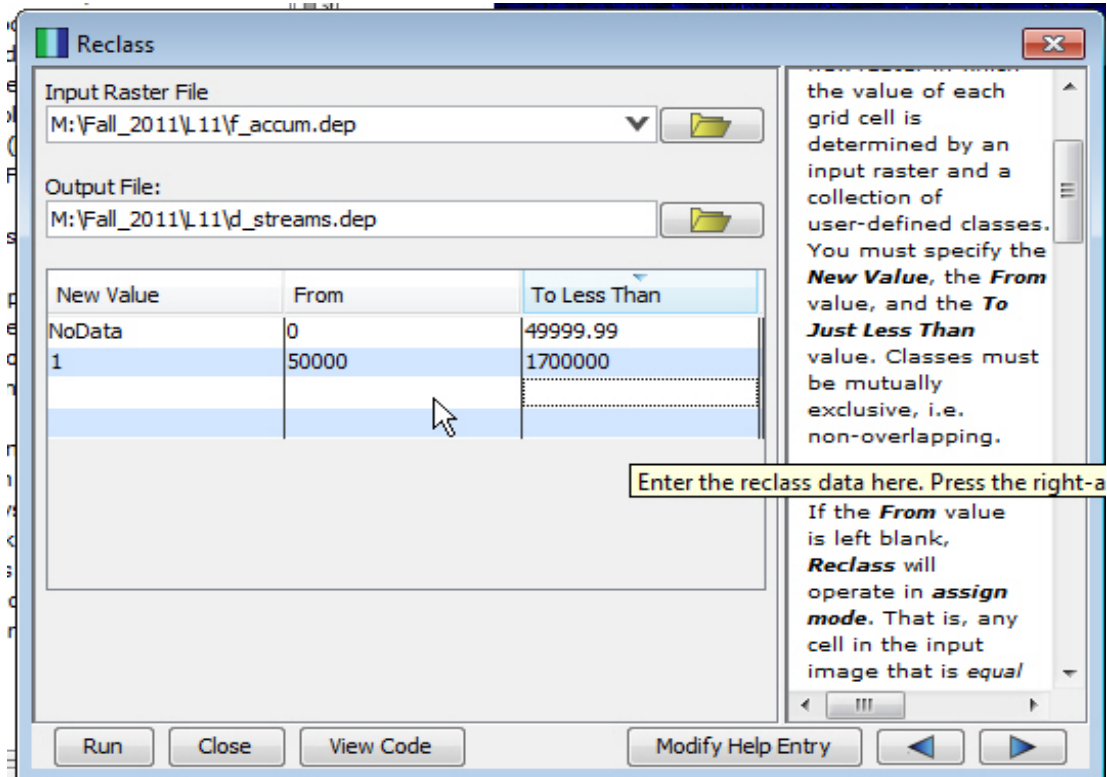 Reclass
Input Raster File
M:\Fall_2011\L11\f_accum.dep
Output File:
M:\Fall_2011\L11\d_streams.dep
New Value From To Less Than
NoData 0 49999.99
1 50000 1700000
the value of each
grid cell is
determined by an
input raster and a
collection of
user-defined classes.
You must specify the
New Value, the From
value, and the To
Just Less Than
value. Classes must
be mutually
exclusive, i.e.
non-overlapping.
Enter the reclass data here. Press the right-a
If the From value
is left blank,
Reclass will
operate in assign
mode. That is, any
cell in the input
image that is equal
Run Close View Code Modify Help Entry